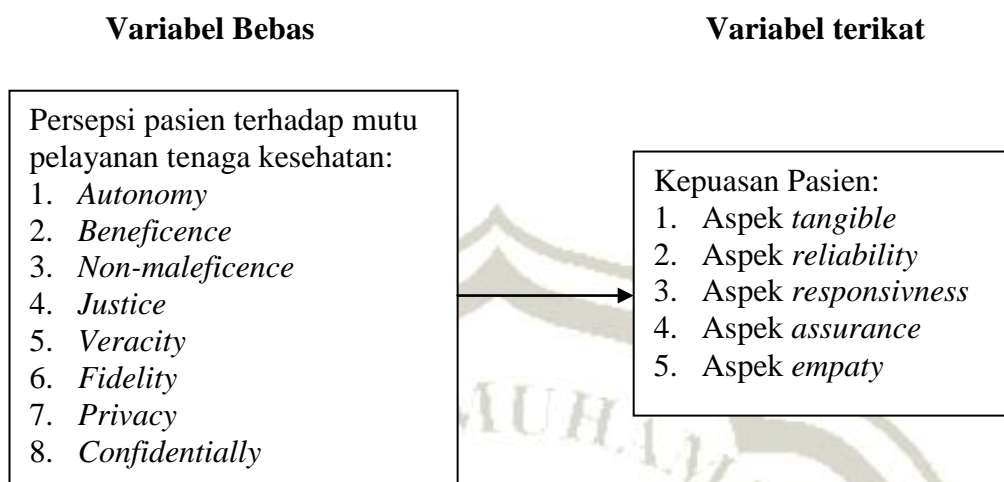 Variabel Bebas
Variabel terikat
Persepsi pasien terhadap mutu
pelayanan tenaga kesehatan:
1. Autonomy
2. Beneficence
3. Non-maleficence
4. Justice
5. Veracity
6. Fidelity
7. Privacy
8. Confidentially
Kepuasan Pasien:
1. Aspek tangible
2. Aspek reliability
3. Aspek responsivness
4. Aspek assurance
5. Aspek empaty
MUHAM